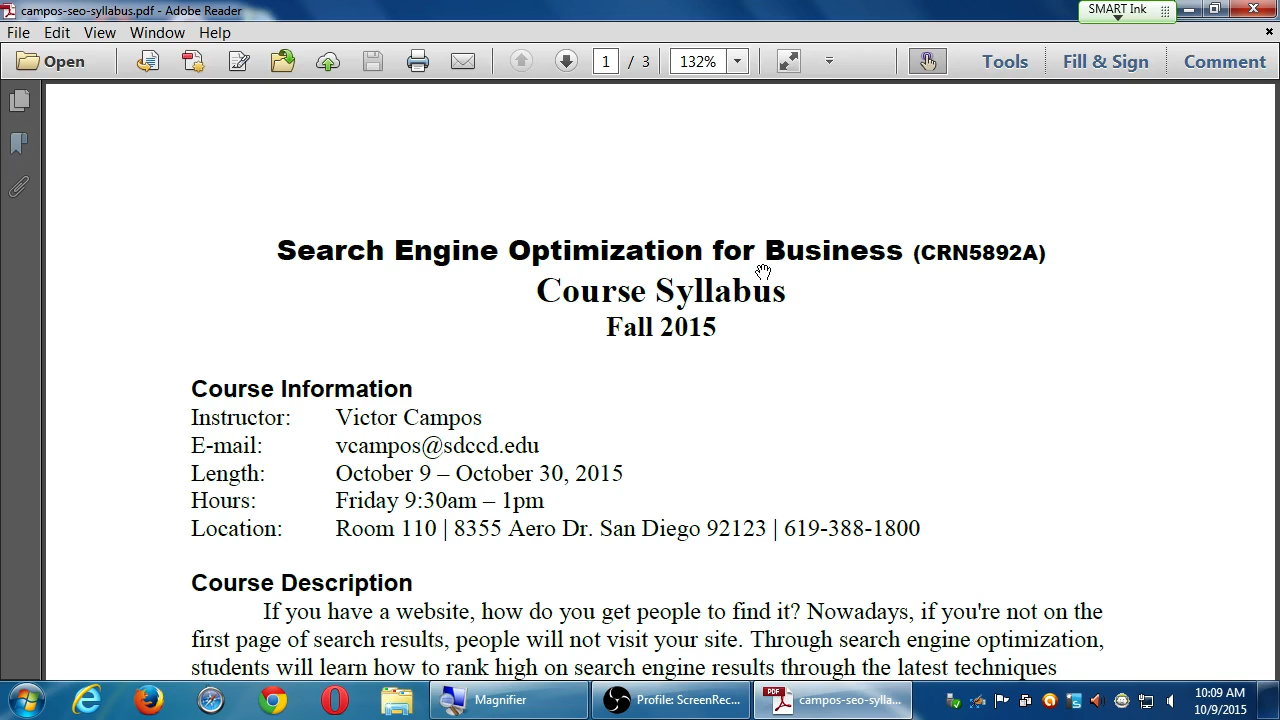 campos-seo-syllabus.pdf - Adobe Reader
SMART Ink
File Edit View Window Help
Open 1 / 3 132% Tools Fill & Sign Comment
Search Engine Optimization for Business (CRN5892A)
Course Syllabus
Fall 2015
Course Information
Instructor: Victor Campos
E-mail: vcampos@sdccd.edu
Length: October 9 – October 30, 2015
Hours: Friday 9:30am – 1pm
Location: Room 110 | 8355 Aero Dr. San Diego 92123 | 619-388-1800
Course Description
If you have a website, how do you get people to find it? Nowadays, if you're not on the
first page of search results, people will not visit your site. Through search engine optimization,
students will learn how to rank high on search engine results through the latest techniques
Magnifier Profile: ScreenRec... PDF campos-seo-sylla... 10:09 AM
10/9/2015